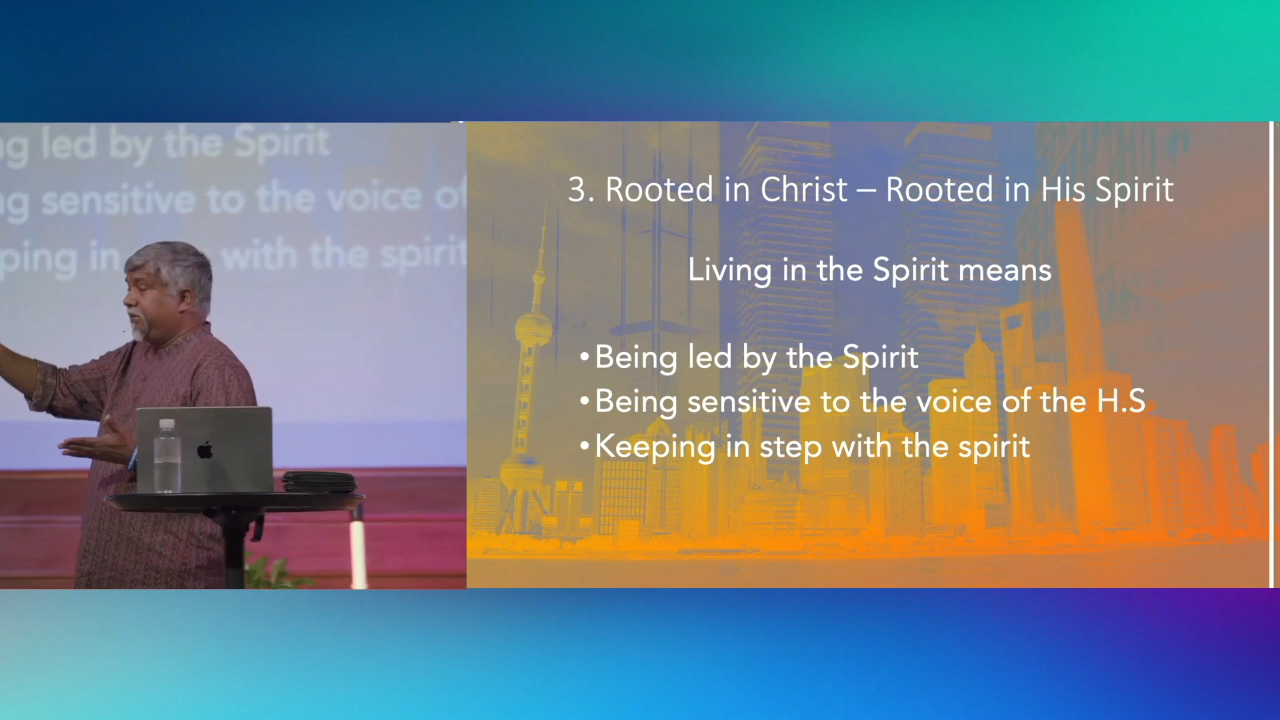 ng led by the Spirit
ng sensitive to the voice of
ping in with the spirit
3. Rooted in Christ – Rooted in His Spirit
Living in the Spirit means
•Being led by the Spirit
•Being sensitive to the voice of the H.S
•Keeping in step with the spirit